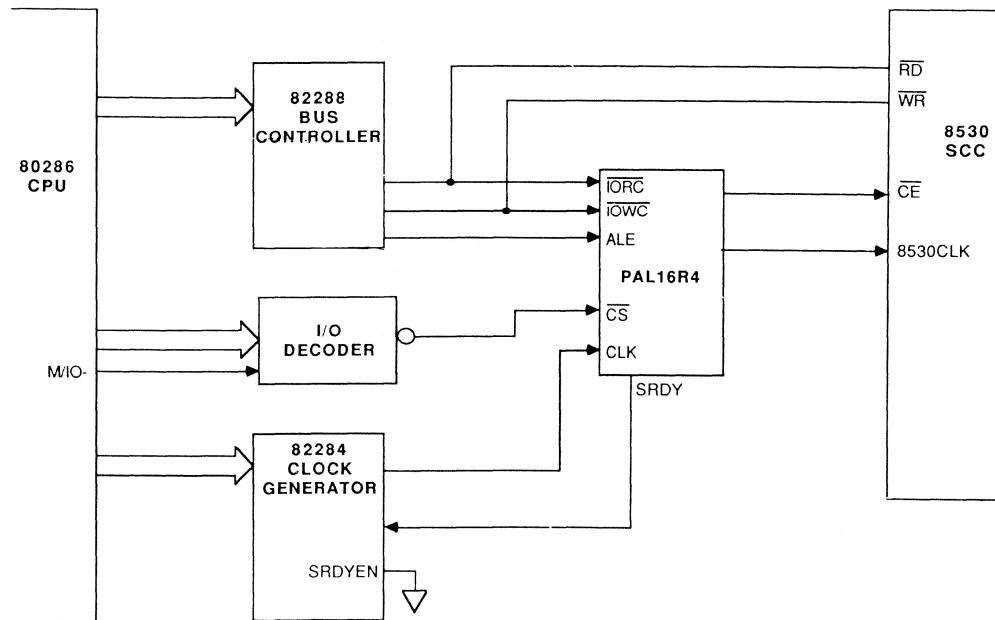 80286
CPU
M/IO-
82288
BUS
CONTROLLER
I/O
DECODER
82284
CLOCK
GENERATOR
SRDYEN
IORC
IOWC
ALE
PAL16R4
CS
CLK
SRDY
RD
WR
8530
SCC
CE
8530CLK